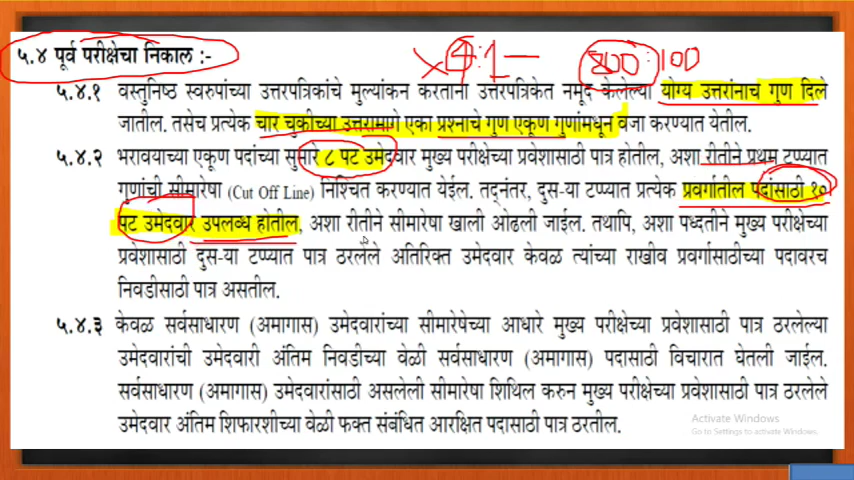 ५.४ पूर्व परीक्षेचा निकाल :-
×4:1— 800:100
५.४.१ वस्तुनिष्ठ स्वरुपांच्या उत्तरपत्रिकांचे मुल्यांकन करताना उत्तरपत्रिकेत नमूद केलेल्या योग्य उत्तरांनाच गुण दिले
जातील. तसेच प्रत्येक चार चुकीच्या उत्तरामागे एका प्रश्नाचे गुण एकूण गुणांमधून वजा करण्यात येतील.
५.४.२ भरावयाच्या एकूण पदांच्या सुमारे ८ पट उमेदवार मुख्य परीक्षेच्या प्रवेशासाठी पात्र होतील, अशा रीतीने प्रथम टप्प्यात
गुणांची सीमारेषा (Cut Off Line) निश्चित करण्यात येईल. तद्नंतर, दुस-या टप्प्यात प्रत्येक प्रवर्गातील पदांसाठी १०
पट उमेदवार उपलब्ध होतील, अशा रीतीने सीमारेषा खाली ओढली जाईल. तथापि, अशा पध्दतीने मुख्य परीक्षेच्या
प्रवेशासाठी दुस-या टप्प्यात पात्र ठरलेले अतिरिक्त उमेदवार केवळ त्यांच्या राखीव प्रवर्गासाठीच्या पदावरच
निवडीसाठी पात्र असतील.
५.४.३ केवळ सर्वसाधारण (अमागास) उमेदवारांच्या सीमारेषेच्या आधारे मुख्य परीक्षेच्या प्रवेशासाठी पात्र ठरलेल्या
उमेदवारांची उमेदवारी अंतिम निवडीच्या वेळी सर्वसाधारण (अमागास) पदासाठी विचारात घेतली जाईल.
सर्वसाधारण (अमागास) उमेदवारांसाठी असलेली सीमारेषा शिथिल करुन मुख्य परीक्षेच्या प्रवेशासाठी पात्र ठरलेले
उमेदवार अंतिम शिफारशीच्या वेळी फक्त संबंधित आरक्षित पदासाठी पात्र ठरतील.
Activate Windows
Go to Settings to activate Windows.